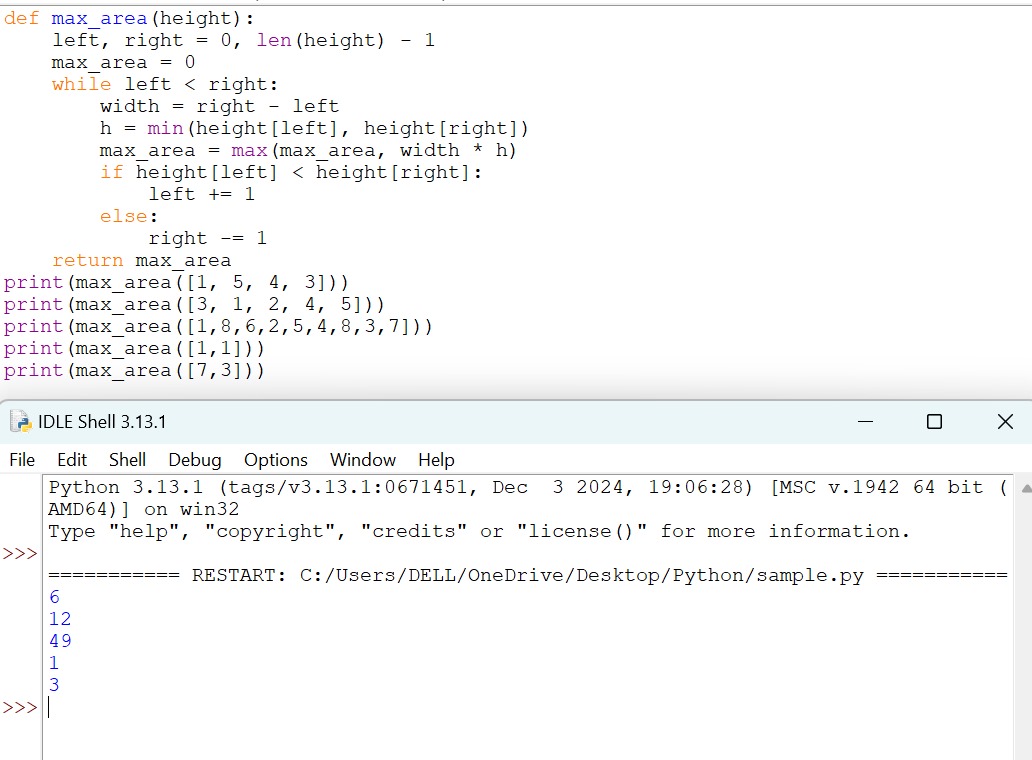 def max_area(height):
    left, right = 0, len(height) - 1
    max_area = 0
    while left < right:
        width = right - left
        h = min(height[left], height[right])
        max_area = max(max_area, width * h)
        if height[left] < height[right]:
            left += 1
        else:
            right -= 1
    return max_area
print(max_area([1, 5, 4, 3]))
print(max_area([3, 1, 2, 4, 5]))
print(max_area([1,8,6,2,5,4,8,3,7]))
print(max_area([1,1]))
print(max_area([7,3]))
IDLE Shell 3.13.1
File Edit Shell Debug Options Window Help
Python 3.13.1 (tags/v3.13.1:0671451, Dec  3 2024, 19:06:28) [MSC v.1942 64 bit (
AMD64)] on win32
Type "help", "copyright", "credits" or "license()" for more information.
>>>
=========== RESTART: C:/Users/DELL/OneDrive/Desktop/Python/sample.py ===========
6
12
49
1
3
>>>